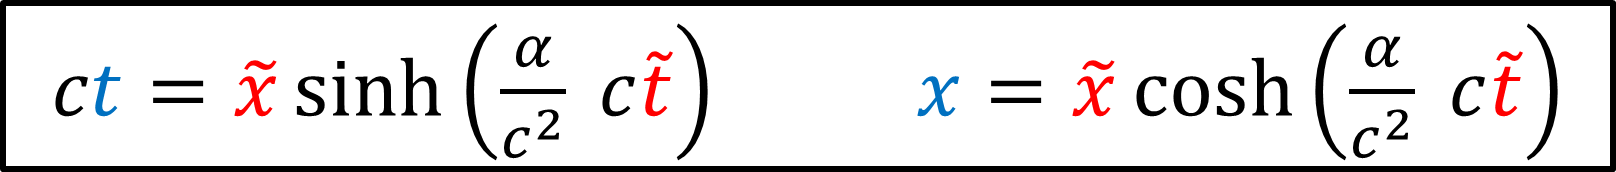 ct = x̃ sinh(α/c² ct̃) x = x̃ cosh(α/c² ct̃)